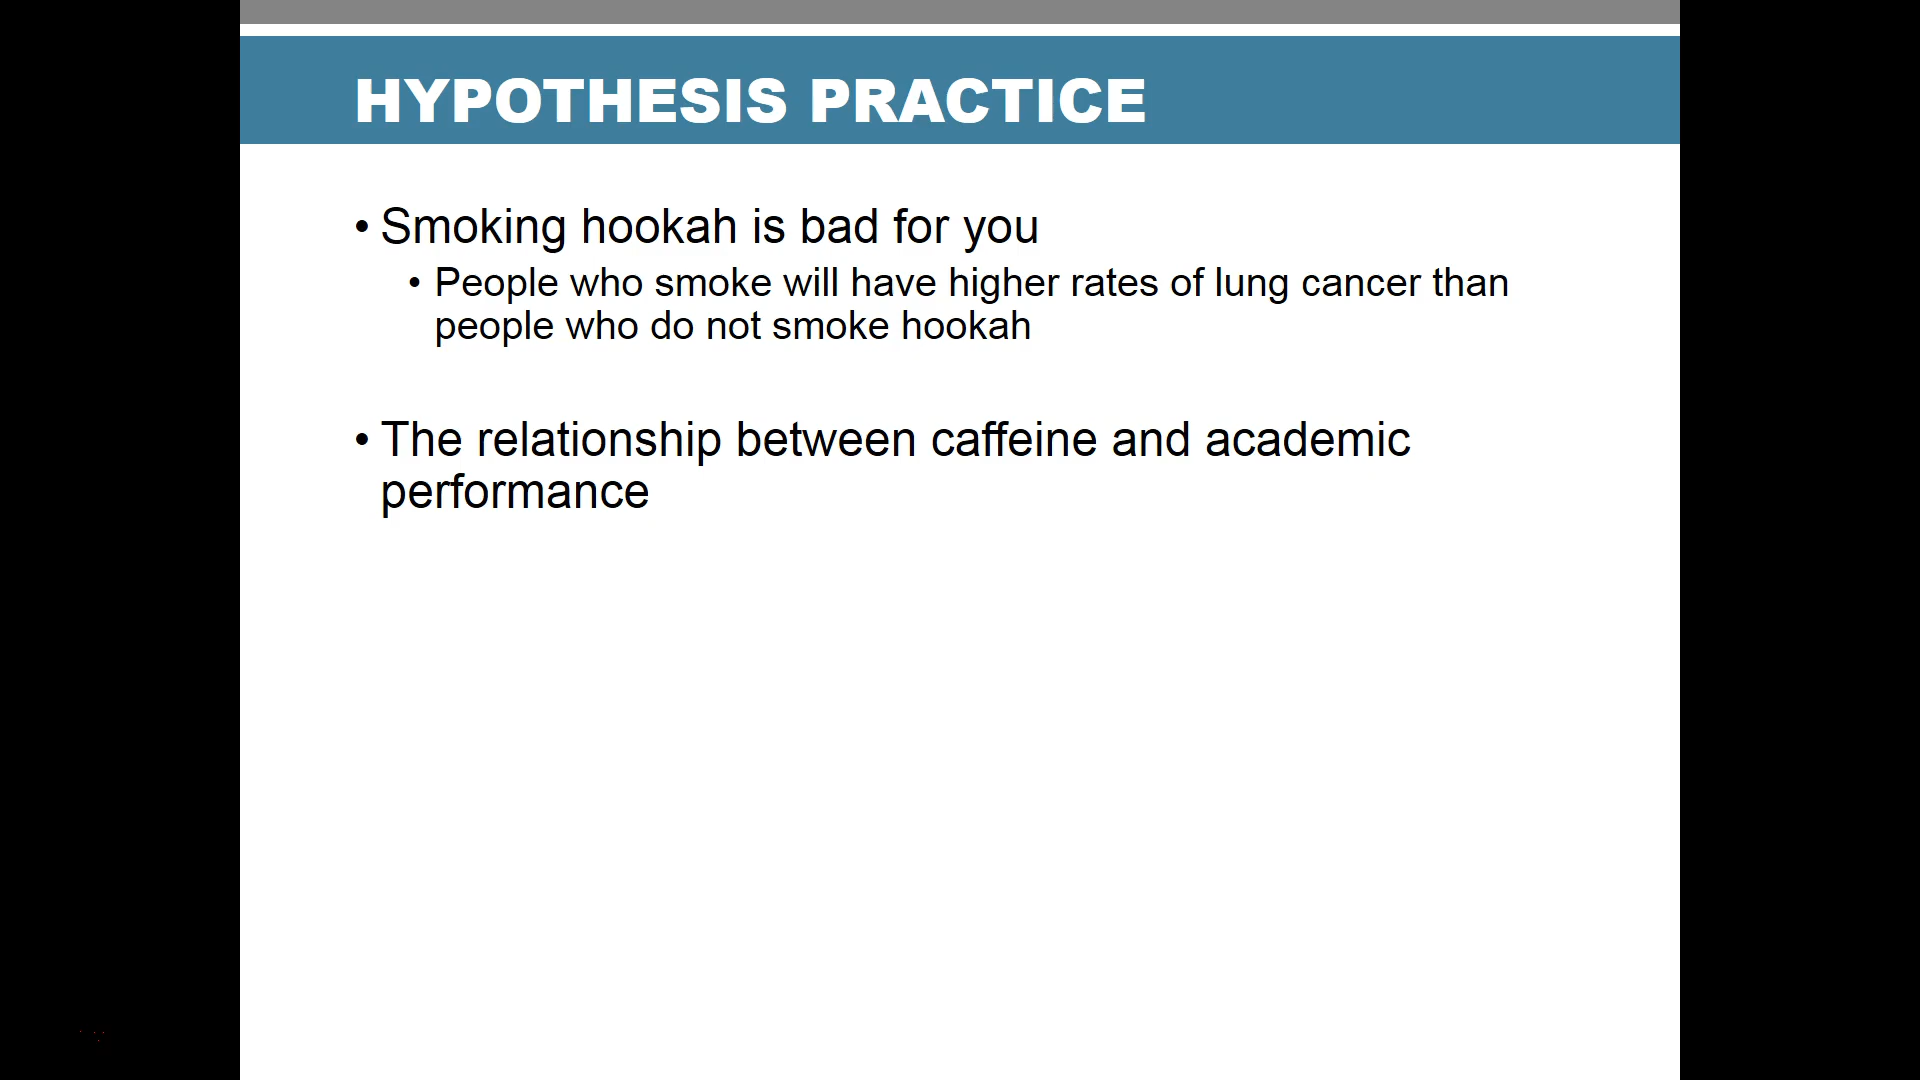 HYPOTHESIS PRACTICE
• Smoking hookah is bad for you
• People who smoke will have higher rates of lung cancer than
people who do not smoke hookah
• The relationship between caffeine and academic
performance